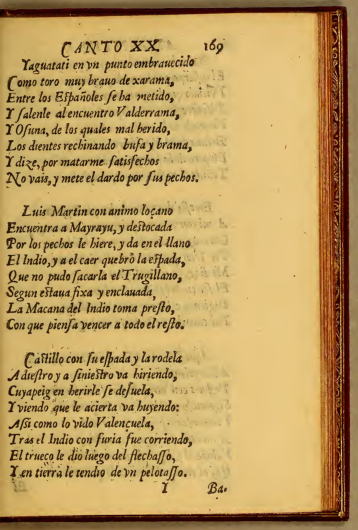 CANTO XX. 169
Yaguatati en vn punto embrauecido
Como toro muy brauo de xarama,
Entre los Eſpañoles ſe ha metido,
Y ſalenle al encuentro Valderrama,
Y Oſuna, de los quales mal herido,
Los dientes rechinando bufa y brama,
Y dize, por matarme ſatisfechos
No vais, y mete el dardo por ſus pechos.
Luis Martin con animo loçano
Encuentra a Mayrayu, y deſtocada
Por los pechos le hiere, y da en el llano
El Indio, y a el caer quebrò la eſpada,
Que no pudo ſacarla el Trugillano,
Segun eſtaua fixa y enclauada,
La Macana del Indio toma preſto,
Con que pienſa vencer a todo el reſto.
Caſtillo con ſu eſpada y la rodela
A dieſtro y a ſinieſtro va hiriendo,
Cuyapeig en herirle ſe deſuela,
Y viendo que le acierta va huyendo:
Aſsi como lo vido Valençuela,
Tras el Indio con furia fue corriendo,
El trueco le dio luego del flechaſſo,
Y en tierra le tendio de vn pelotaſſo.
Y Ba-